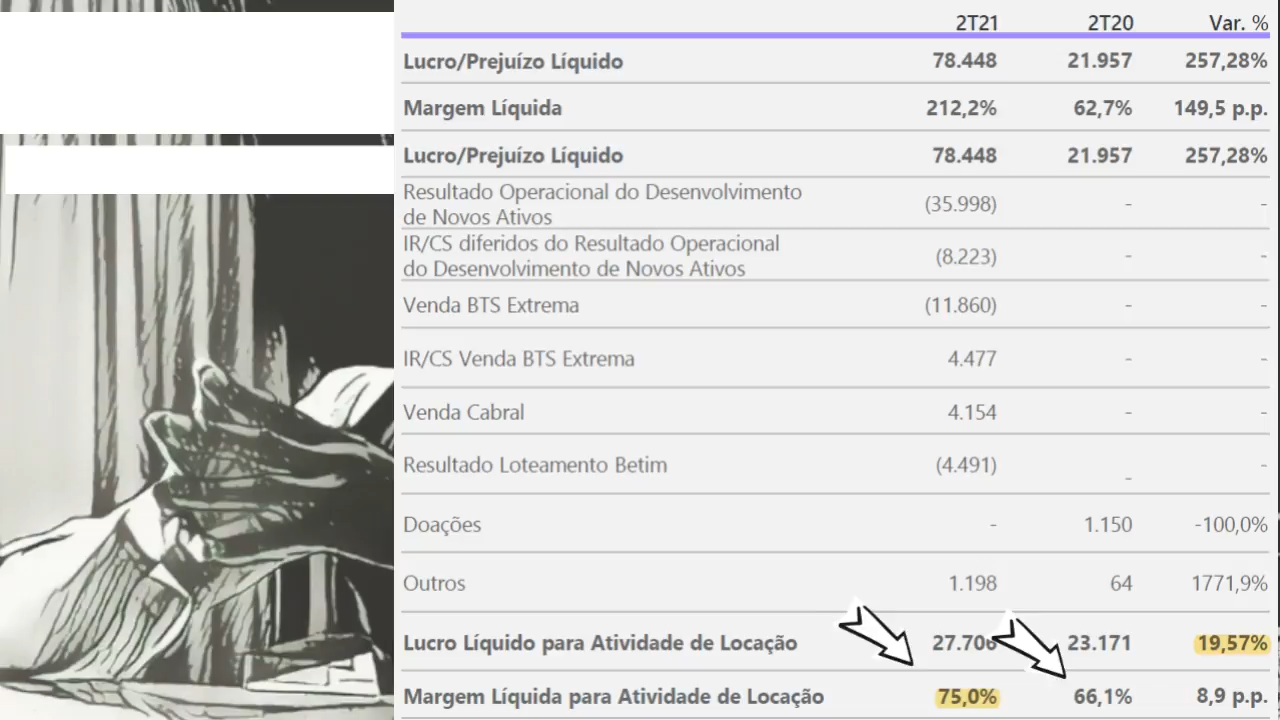 2T21 2T20 Var. %
Lucro/Prejuízo Líquido 78.448 21.957 257,28%
Margem Líquida 212,2% 62,7% 149,5 p.p.
Lucro/Prejuízo Líquido 78.448 21.957 257,28%
Resultado Operacional do Desenvolvimento
de Novos Ativos (35.998) - -
IR/CS diferidos do Resultado Operacional
do Desenvolvimento de Novos Ativos (8.223) - -
Venda BTS Extrema (11.860) - -
IR/CS Venda BTS Extrema 4.477 - -
Venda Cabral 4.154 - -
Resultado Loteamento Betim (4.491) - -
Doações - 1.150 -100,0%
Outros 1.198 64 1771,9%
Lucro Líquido para Atividade de Locação 27.706 23.171 19,57%
Margem Líquida para Atividade de Locação 75,0% 66,1% 8,9 p.p.